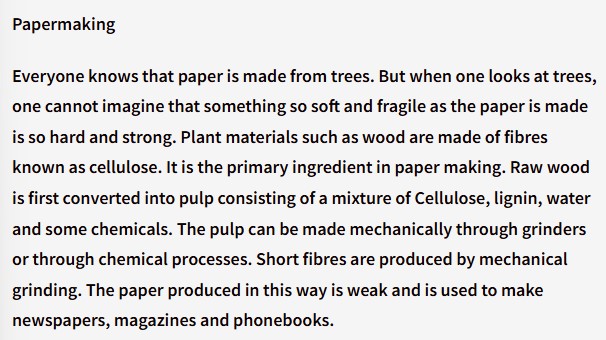 Papermaking
Everyone knows that paper is made from trees. But when one looks at trees,
one cannot imagine that something so soft and fragile as the paper is made
is so hard and strong. Plant materials such as wood are made of fibres
known as cellulose. It is the primary ingredient in paper making. Raw wood
is first converted into pulp consisting of a mixture of Cellulose, lignin, water
and some chemicals. The pulp can be made mechanically through grinders
or through chemical processes. Short fibres are produced by mechanical
grinding. The paper produced in this way is weak and is used to make
newspapers, magazines and phonebooks.